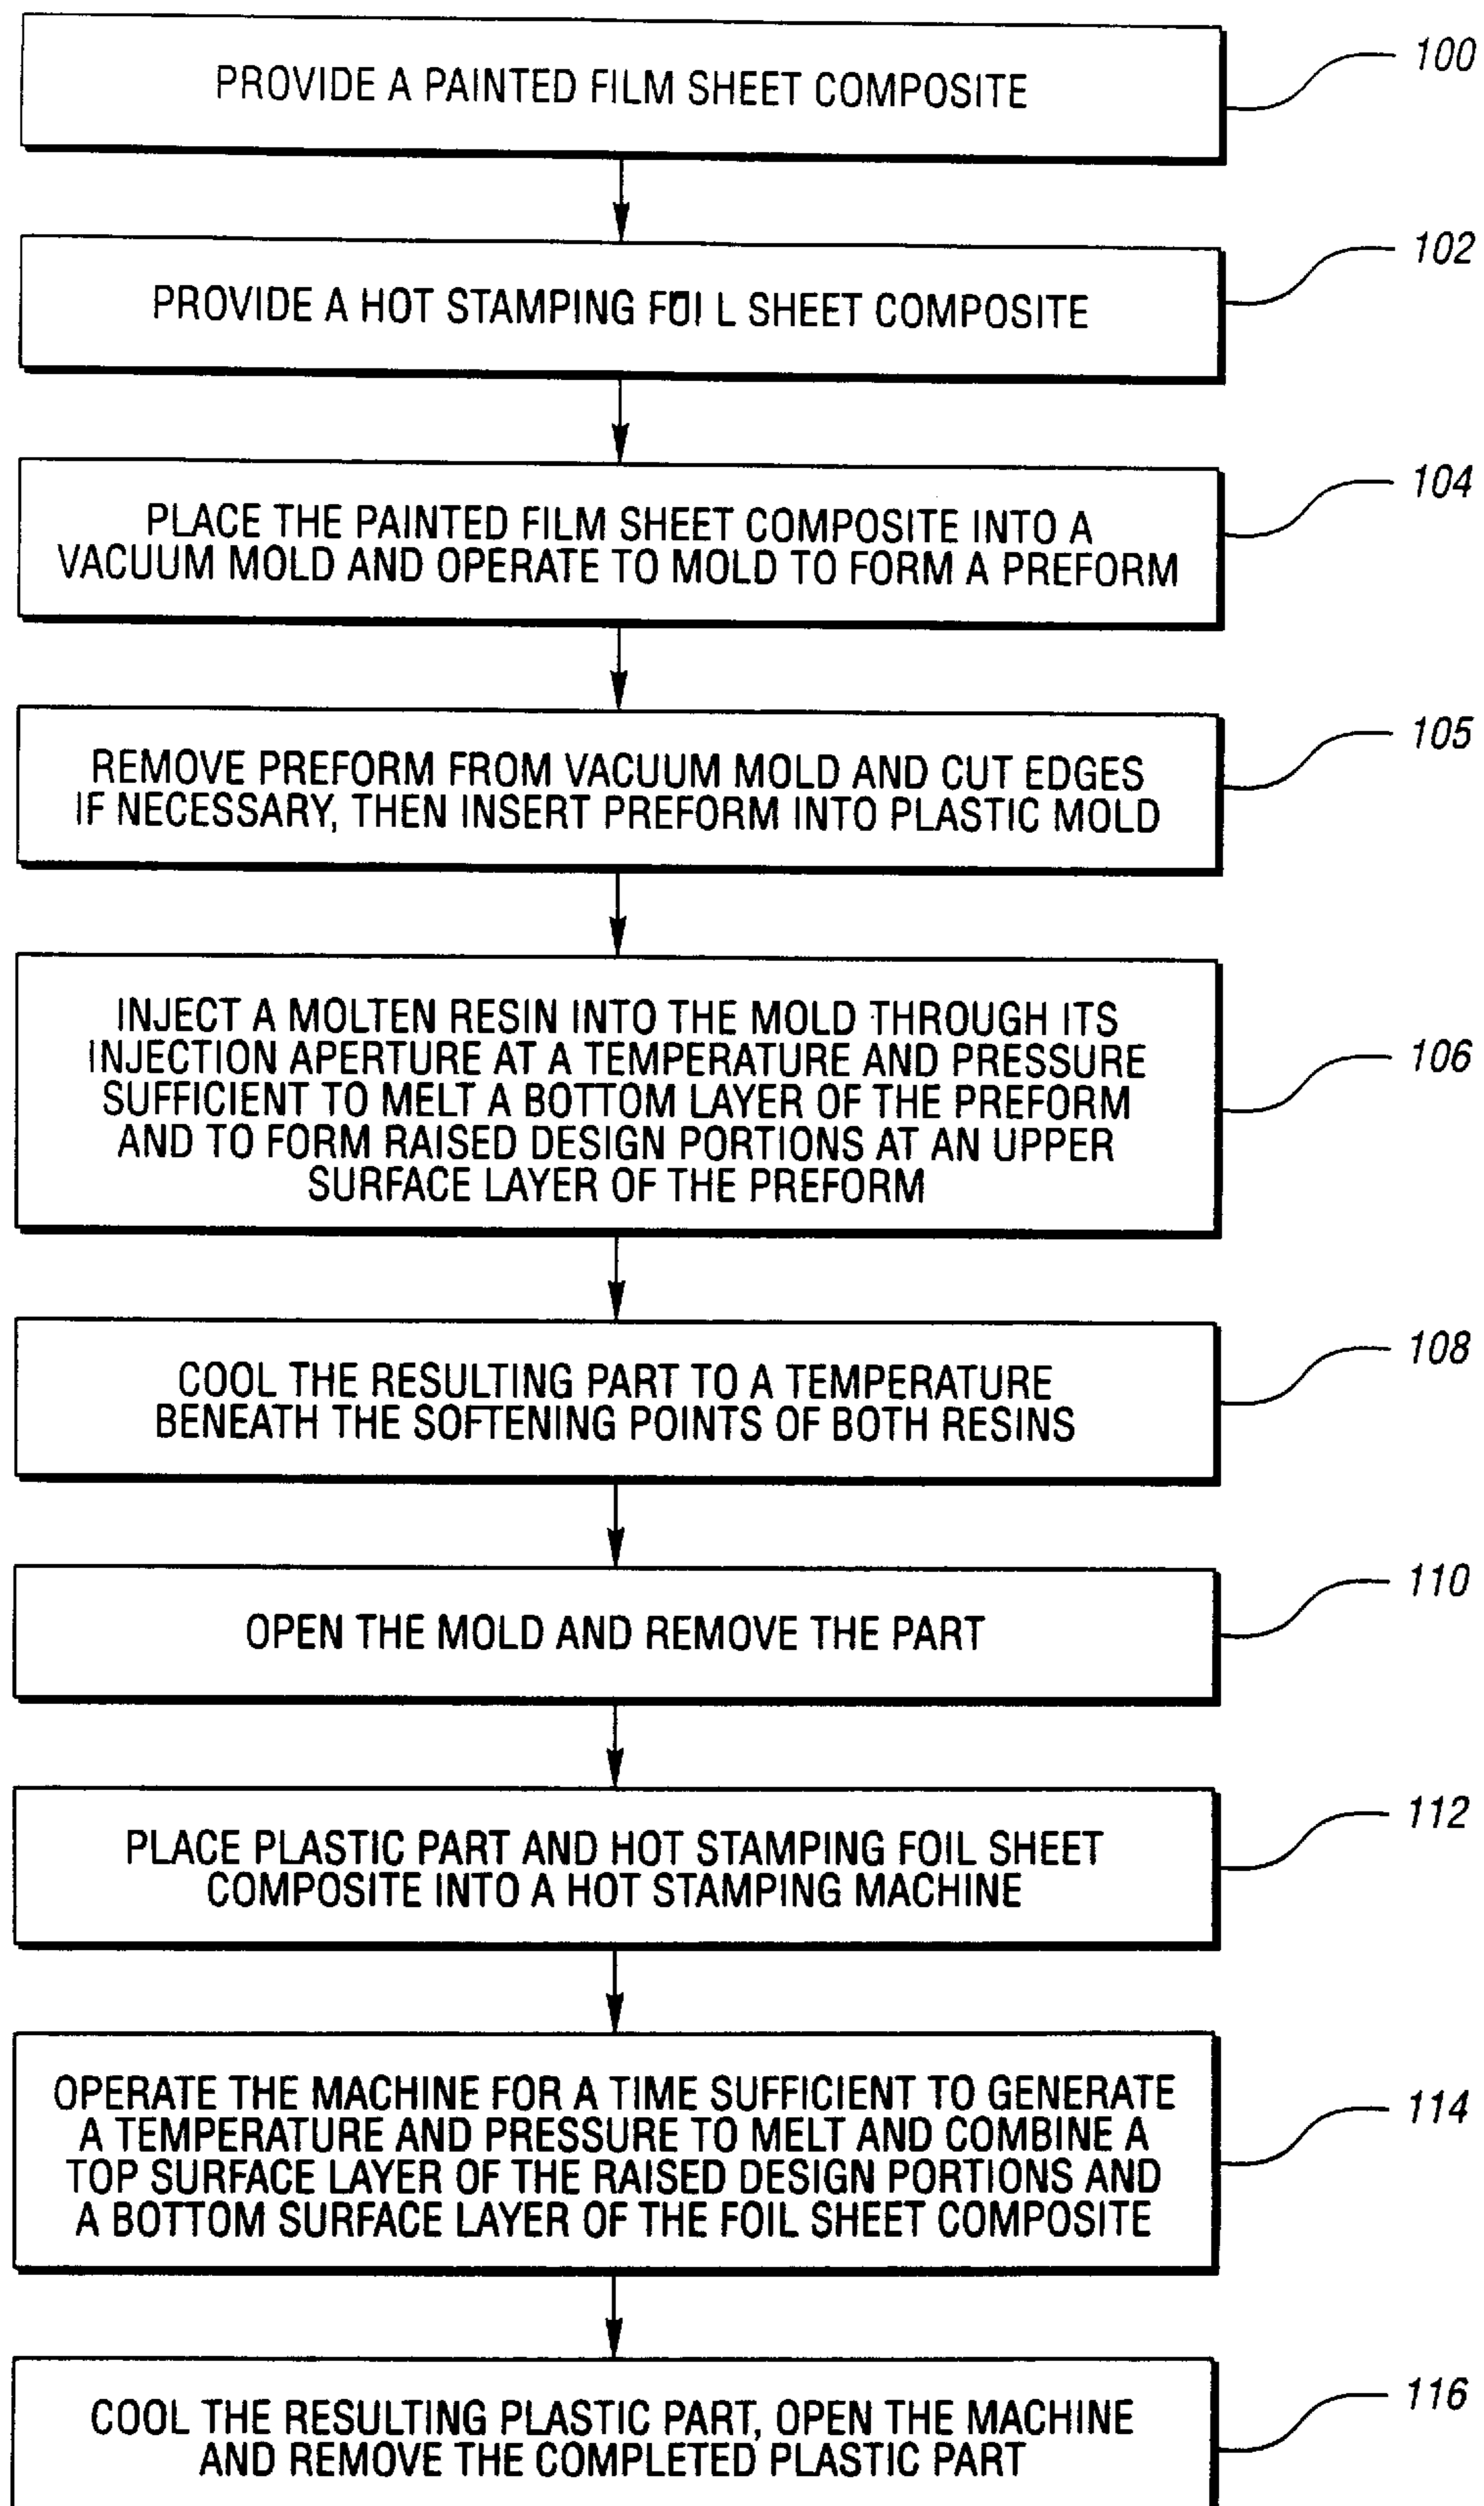 PROVIDE A PAINTED FILM SHEET COMPOSITE
100
PROVIDE A HOT STAMPING FOIL SHEET COMPOSITE
102
PLACE THE PAINTED FILM SHEET COMPOSITE INTO A
VACUUM MOLD AND OPERATE TO MOLD TO FORM A PREFORM
104
REMOVE PREFORM FROM VACUUM MOLD AND CUT EDGES
IF NECESSARY, THEN INSERT PREFORM INTO PLASTIC MOLD
105
INJECT A MOLTEN RESIN INTO THE MOLD THROUGH ITS
INJECTION APERTURE AT A TEMPERATURE AND PRESSURE
SUFFICIENT TO MELT A BOTTOM LAYER OF THE PREFORM
AND TO FORM RAISED DESIGN PORTIONS AT AN UPPER
SURFACE LAYER OF THE PREFORM
106
COOL THE RESULTING PART TO A TEMPERATURE
BENEATH THE SOFTENING POINTS OF BOTH RESINS
108
OPEN THE MOLD AND REMOVE THE PART
110
PLACE PLASTIC PART AND HOT STAMPING FOIL SHEET
COMPOSITE INTO A HOT STAMPING MACHINE
112
OPERATE THE MACHINE FOR A TIME SUFFICIENT TO GENERATE
A TEMPERATURE AND PRESSURE TO MELT AND COMBINE A
TOP SURFACE LAYER OF THE RAISED DESIGN PORTIONS AND
A BOTTOM SURFACE LAYER OF THE FOIL SHEET COMPOSITE
114
COOL THE RESULTING PLASTIC PART, OPEN THE MACHINE
AND REMOVE THE COMPLETED PLASTIC PART
116